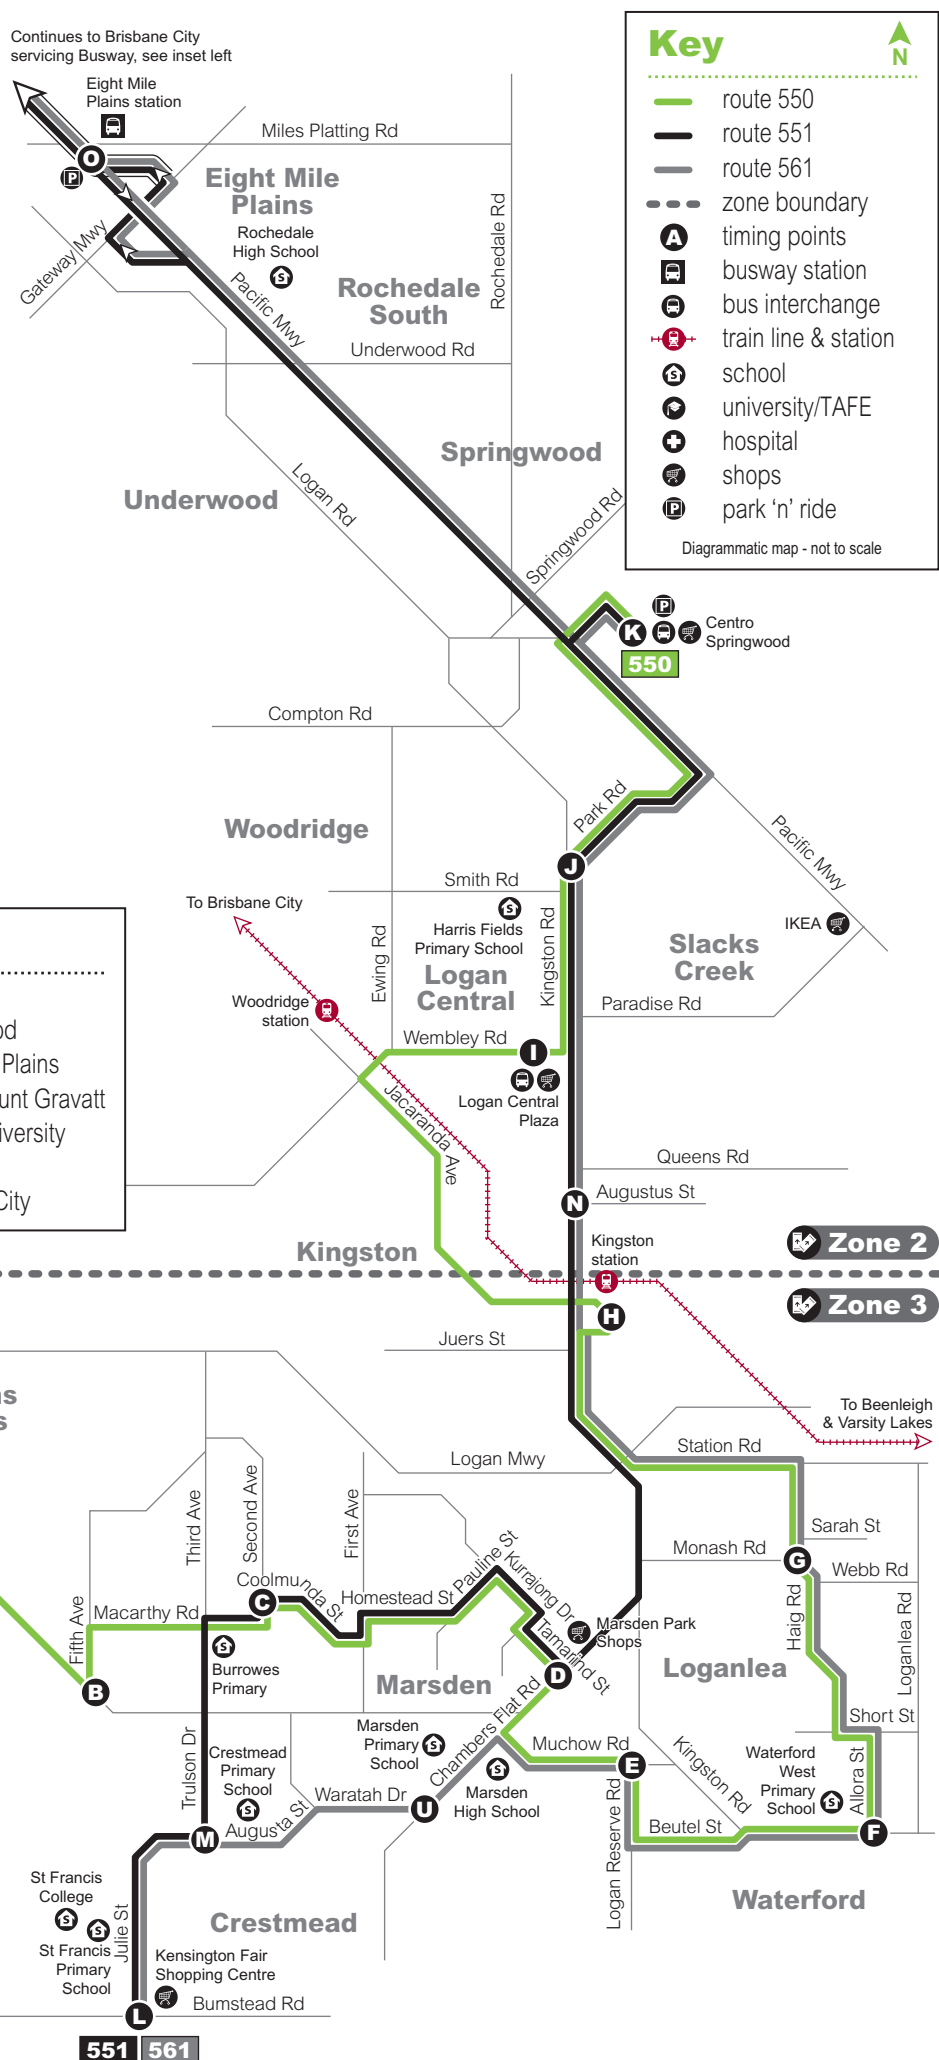 Continues to Brisbane City
servicing Busway, see inset left
Eight Mile
Plains station
O
P
Miles Platting Rd
Eight Mile
Plains
Rochedale
High School
S
Gateway Mwy
Pacific Mwy
Rochedale Rd
Rochedale
South
Underwood Rd
Springwood
Underwood
Logan Rd
Springwood Rd
Key
N
route 550
route 551
route 561
zone boundary
A
timing points
busway station
bus interchange
train line & station
S
school
university/TAFE
hospital
shops
P
park 'n' ride
Diagrammatic map - not to scale
P
K
Centro
Springwood
550
Compton Rd
Park Rd
Woodridge
Pacific Mwy
J
Smith Rd
To Brisbane City
S
Harris Fields
Primary School
Ewing Rd
Kingston Rd
IKEA
Slacks
Creek
Logan
Central
Woodridge
station
Paradise Rd
Wembley Rd
I
Logan Central
Plaza
Jacaranda Ave
od
Plains
unt Gravatt
iversity
City
Queens Rd
N
Augustus St
Kingston
Kingston
station
Zone 2
Zone 3
H
Juers St
ns
s
To Beenleigh
& Varsity Lakes
Station Rd
Logan Mwy
Fifth Ave
Third Ave
Second Ave
First Ave
Sarah St
Monash Rd
G
Webb Rd
Pauline St
Kurrajong Dr
Coolmunda St
C
Homestead St
Macarthy Rd
Haig Rd
Loganlea Rd
Marsden Park
Shops
Tamarind St
S
Burrowes
Primary
B
Marsden
D
Loganlea
Short St
Chambers Flat Rd
Marsden
Primary
School
S
Muchow Rd
E
Kingston Rd
Waterford
West
Primary
School
S
Allora St
Trulson Dr
Crestmead
Primary
School
S
Waratah Dr
S
Marsden
High School
U
Augusta St
M
Logan Reserve Rd
Beutel St
F
St Francis
College
S
S
St Francis
Primary
School
Julie St
Crestmead
Waterford
Kensington Fair
Shopping Centre
L
Bumstead Rd
551
561